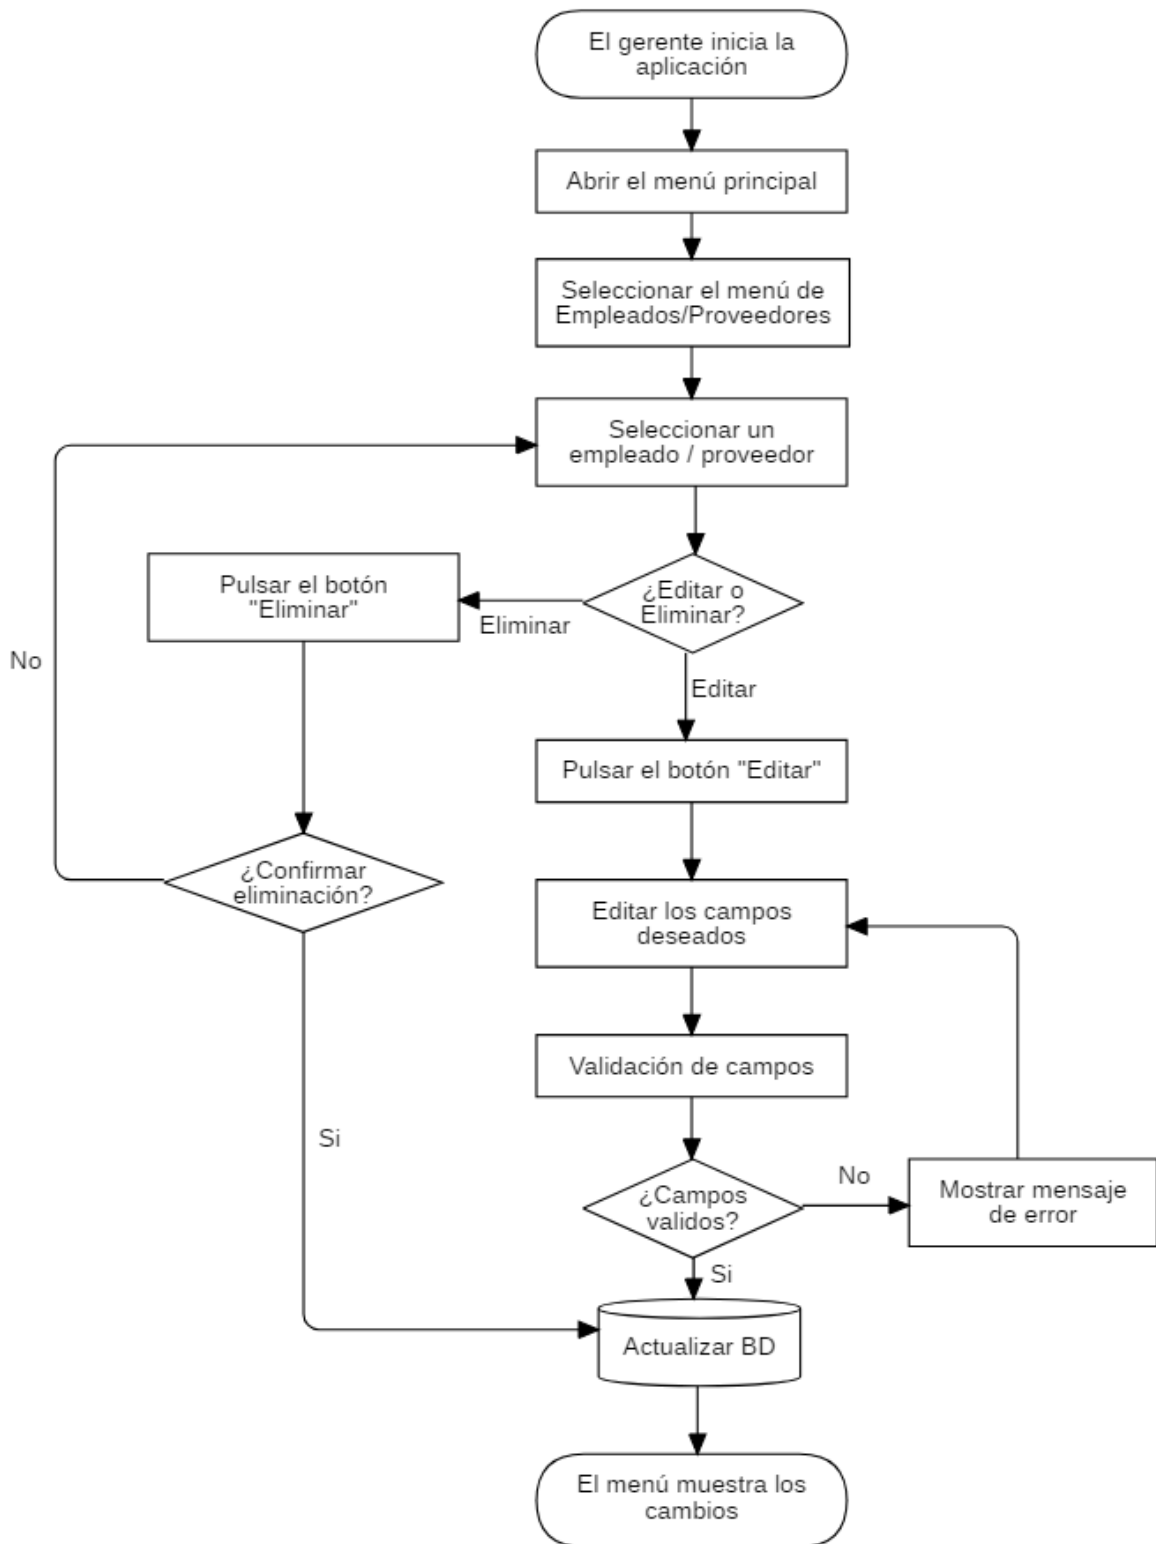 El gerente inicia la
aplicación
Abrir el menú principal
Seleccionar el menú de
Empleados/Proveedores
Seleccionar un
empleado / proveedor
¿Editar o
Eliminar?
Eliminar
Pulsar el botón
"Eliminar"
No
Editar
Pulsar el botón "Editar"
¿Confirmar
eliminación?
Editar los campos
deseados
Validación de campos
Si
¿Campos
validos?
No
Mostrar mensaje
de error
Si
Actualizar BD
El menú muestra los
cambios